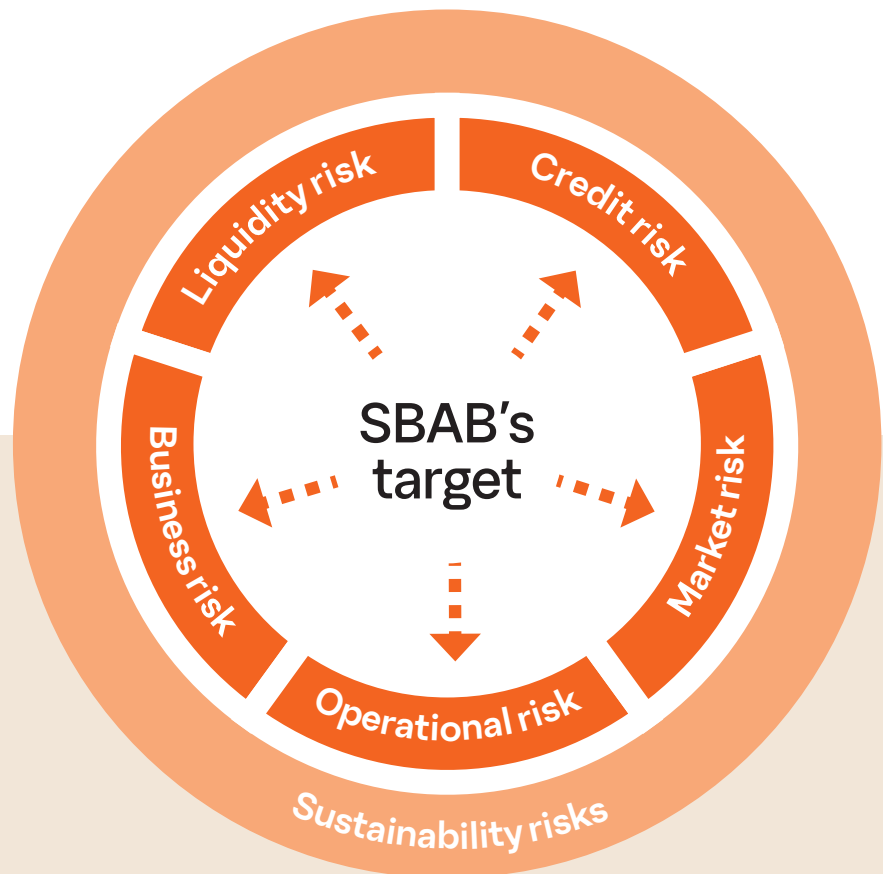 Liquidity risk
Credit risk
SBAB’s
target
Business risk
Market risk
Operational risk
Sustainability risks